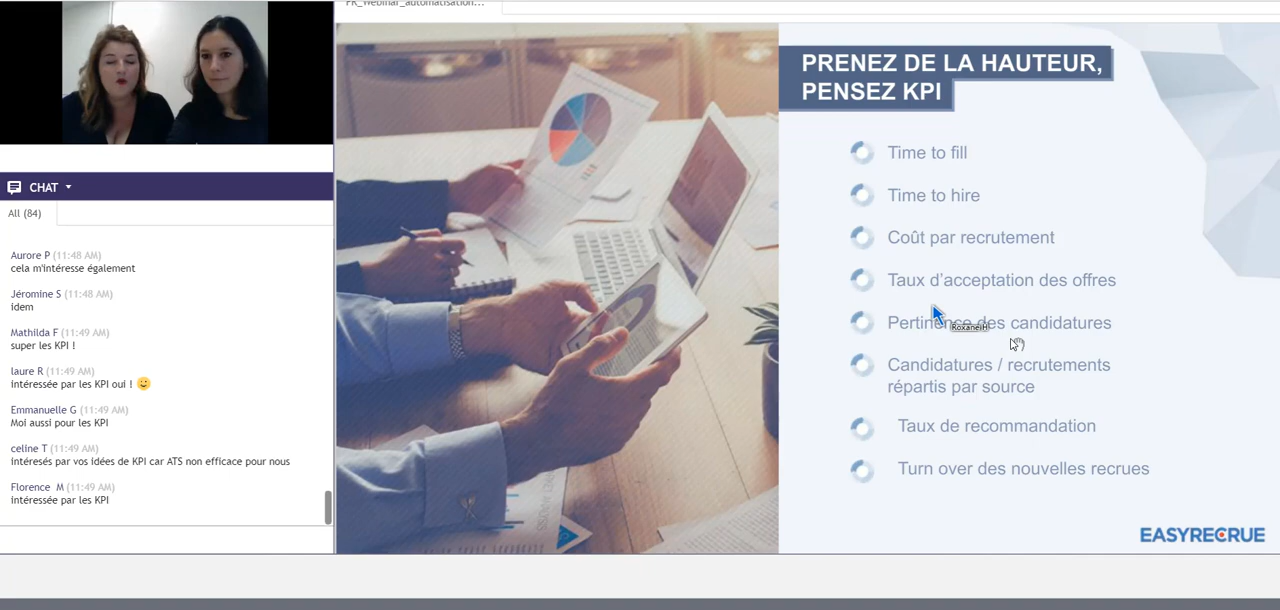 FR_Webinar_automatisation...
CHAT
All (84)
Aurore P (11:48 AM)
cela m'intéresse également
Jéromine S (11:48 AM)
idem
Mathilda F (11:49 AM)
super les KPI !
laure R (11:49 AM)
intéressée par les KPI oui !
Emmanuelle G (11:49 AM)
Moi aussi pour les KPI
celine T (11:49 AM)
intéresés par vos idées de KPI car ATS non efficace pour nous
Florence M (11:49 AM)
intéressée par les KPI
PRENEZ DE LA HAUTEUR,
PENSEZ KPI
Time to fill
Time to hire
Coût par recrutement
Taux d'acceptation des offres
Pertinence des candidatures
Candidatures / recrutements
répartis par source
Taux de recommandation
Turn over des nouvelles recrues
EASYRECRUE